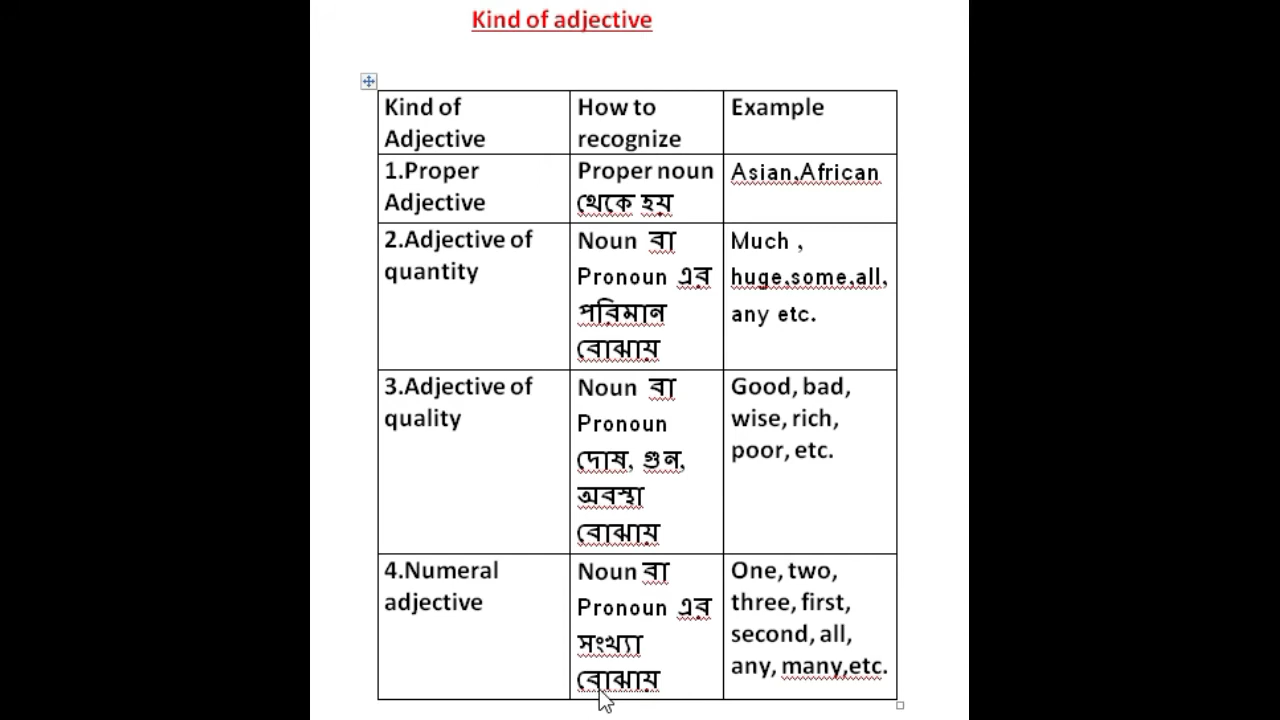 Kind of adjective
Kind of
Adjective
How to
recognize
Example
1.Proper
Adjective
Proper noun
থেকে হয়
Asian,African
2.Adjective of
quantity
Noun বা
Pronoun এর
পরিমান
বোঝায়
Much ,
huge,some,all,
any etc.
3.Adjective of
quality
Noun বা
Pronoun
দোষ, গুন,
অবস্থা
বোঝায়
Good, bad,
wise, rich,
poor, etc.
4.Numeral
adjective
Noun বা
Pronoun এর
সংখ্যা
বোঝায়
One, two,
three, first,
second, all,
any, many,etc.